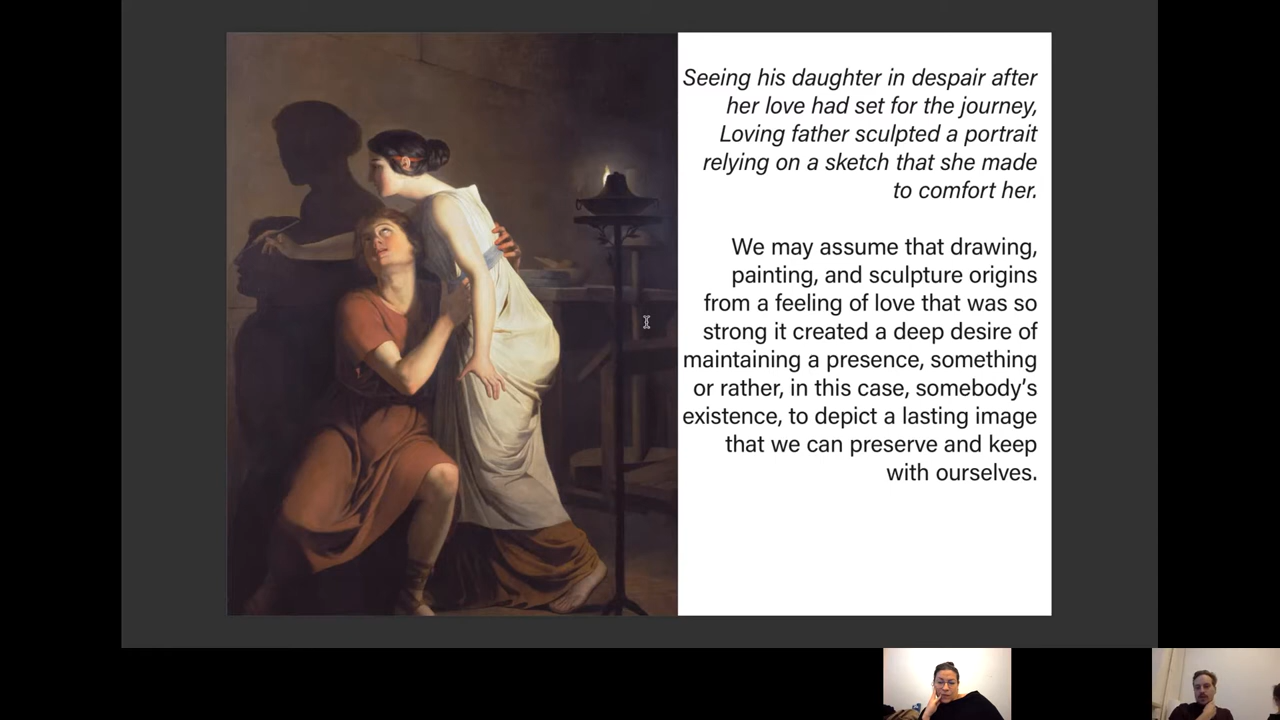 Seeing his daughter in despair after
her love had set for the journey,
Loving father sculpted a portrait
relying on a sketch that she made
to comfort her.
We may assume that drawing,
painting, and sculpture origins
from a feeling of love that was so
strong it created a deep desire of
maintaining a presence, something
or rather, in this case, somebody’s
existence, to depict a lasting image
that we can preserve and keep
with ourselves.